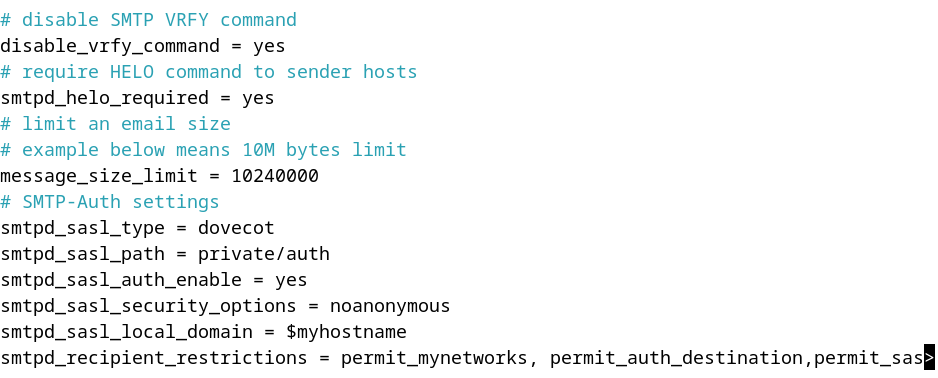 # disable SMTP VRFY command
disable_vrfy_command = yes
# require HELO command to sender hosts
smtpd_helo_required = yes
# limit an email size
# example below means 10M bytes limit
message_size_limit = 10240000
# SMTP-Auth settings
smtpd_sasl_type = dovecot
smtpd_sasl_path = private/auth
smtpd_sasl_auth_enable = yes
smtpd_sasl_security_options = noanonymous
smtpd_sasl_local_domain = $myhostname
smtpd_recipient_restrictions = permit_mynetworks, permit_auth_destination,permit_sas>